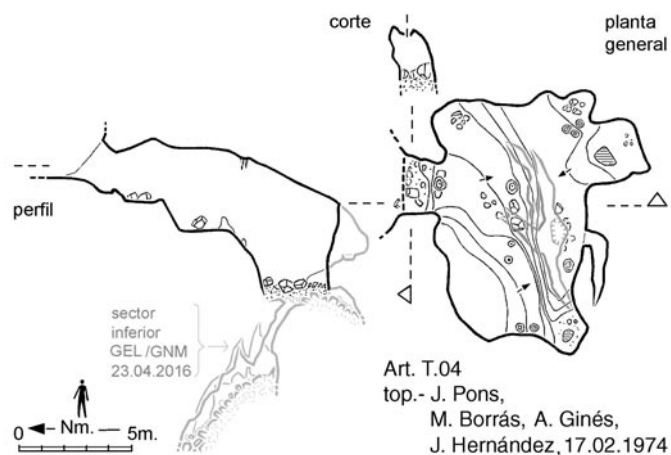 corte
planta
general
perfil
sector
inferior
GEL /GNM
23.04.2016
Nm.
0 5m.
Art. T.04
top.- J. Pons,
M. Borrás, A. Ginés,
J. Hernández, 17.02.1974